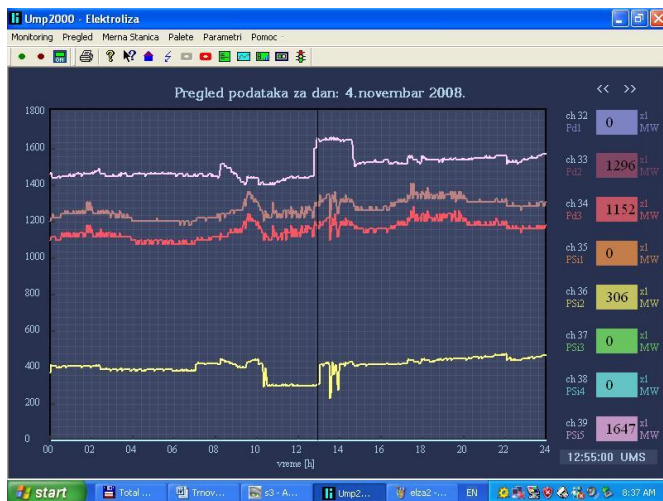 Ump2000 - Elektroliza
Monitoring Pregled Merna Stanica Palete Parametri Pomoc
Pregled podataka za dan: 4.novembar 2008.
<< >>
1800
1600
1400
1200
1000
800
600
400
200
0
00 02 04 06 08 10 12 14 16 18 20 22 24
vreme [h]
ch 32 0 x1
Pd1 MW
ch 33 1296 x1
Pd2 MW
ch 34 1152 x1
Pd3 MW
ch 35 0 x1
PSi1 MW
ch 36 306 x1
PSi2 MW
ch 37 0 x1
PSi3 MW
ch 38 0 x1
PSi4 MW
ch 39 1647 x1
PSi5 MW
12:55:00 UMS
start Total ... Trnov... s3 - A... Ump2... elza2 -... EN 8:37 AM